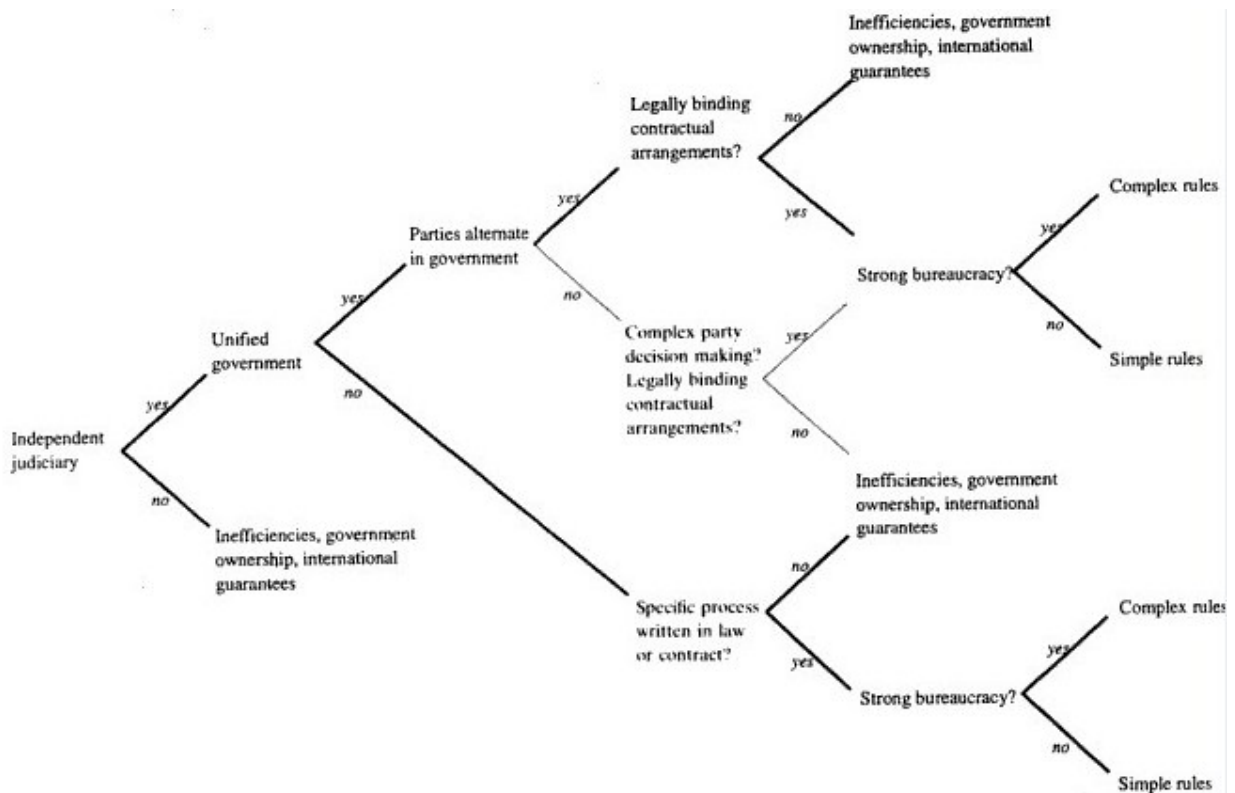 Inefficiencies, government
ownership, international
guarantees
Legally binding
contractual
arrangements?
no
yes
Complex rules
yes
Parties alternate
in government
yes
Strong bureaucracy?
no
yes
no
Complex party
decision making?
Legally binding
contractual
arrangements?
yes
no
Simple rules
Unified
government
no
yes
Independent
judiciary
no
Inefficiencies, government
ownership, international
guarantees
Inefficiencies, government
ownership, international
guarantees
no
Specific process
written in law
or contract?
yes
Complex rules
yes
Strong bureaucracy?
no
Simple rules